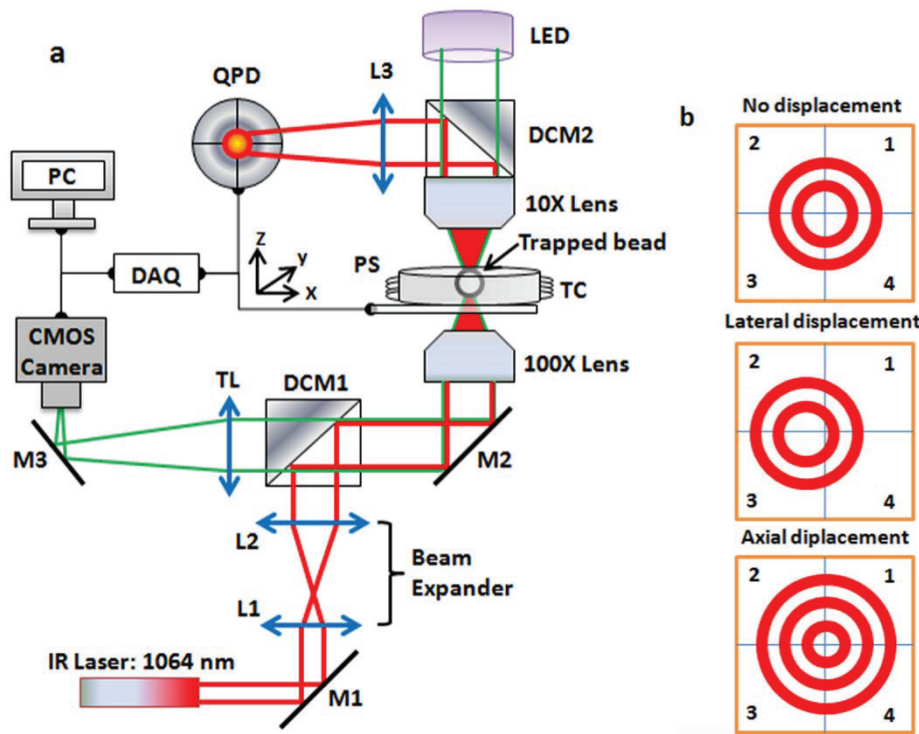 a
LED
QPD
L3
DCM2
PC
10X Lens
Trapped bead
Z
y
X
PS
DAQ
TC
CMOS
Camera
100X Lens
TL
DCM1
M3
M2
L2
Beam
Expander
L1
IR Laser: 1064 nm
M1
b
No displacement
2
1
3
4
Lateral displacement
2
1
3
4
Axial diplacement
2
1
3
4